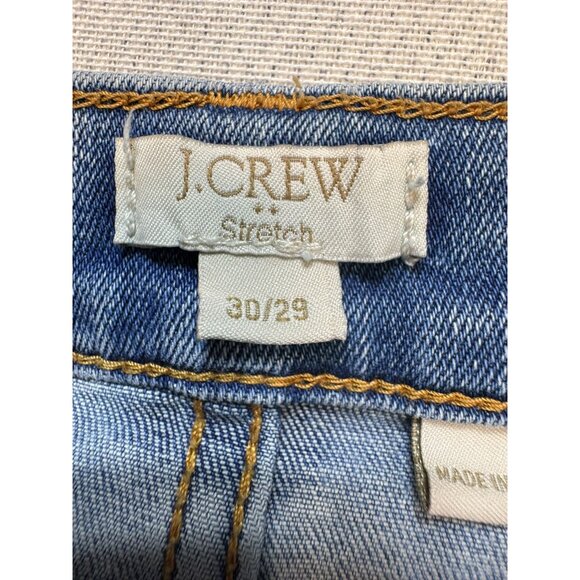 J.CREW
Stretch
30/29
MADE IN